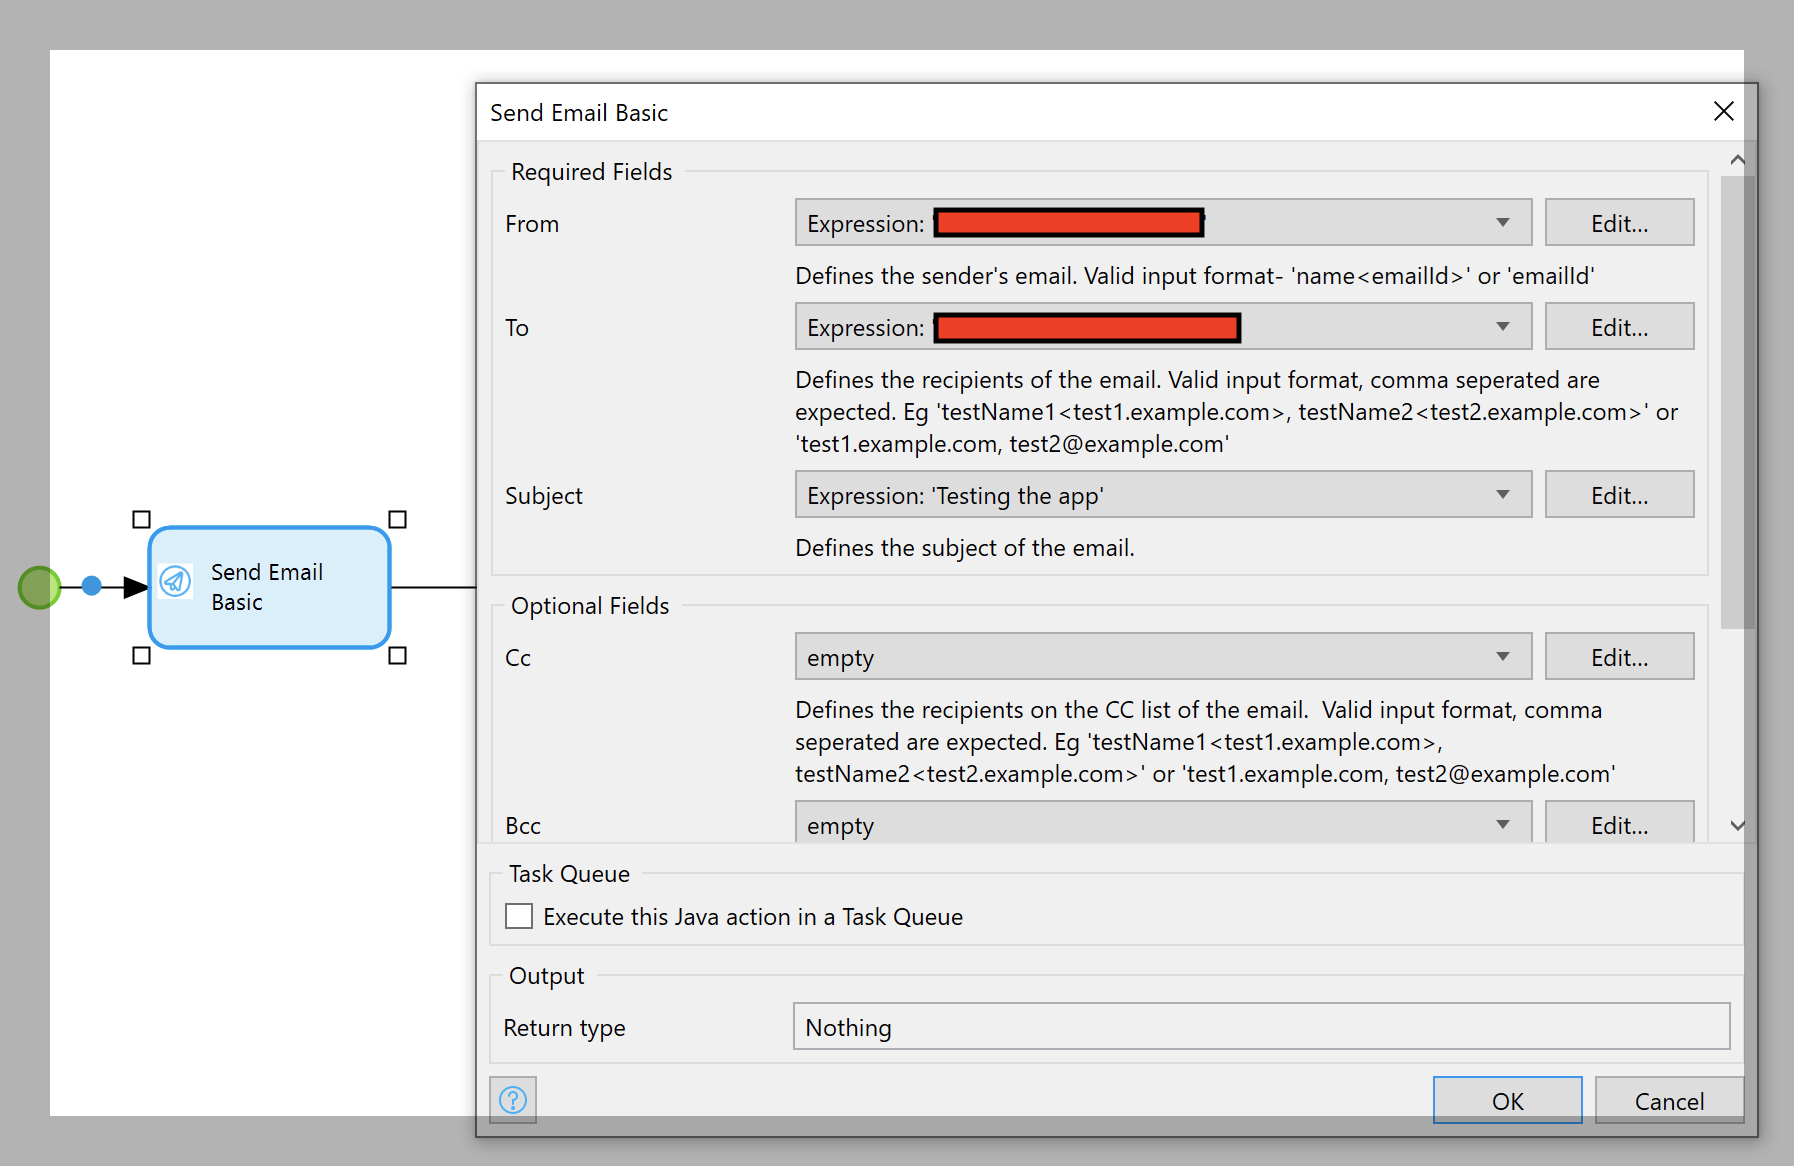 Send Email Basic
Required Fields
From
Expression:
Edit...
Defines the sender's email. Valid input format- 'name<emailId>' or 'emailId'
To
Expression:
Edit...
Defines the recipients of the email. Valid input format, comma seperated are
expected. Eg 'testName1<test1.example.com>, testName2<test2.example.com>' or
'test1.example.com, test2@example.com'
Subject
Expression: 'Testing the app'
Edit...
Defines the subject of the email.
Send Email
Basic
Optional Fields
Cc
empty
Edit...
Defines the recipients on the CC list of the email.  Valid input format, comma
seperated are expected. Eg 'testName1<test1.example.com>,
testName2<test2.example.com>' or 'test1.example.com, test2@example.com'
Bcc
empty
Edit...
Task Queue
Execute this Java action in a Task Queue
Output
Return type
Nothing
?
OK
Cancel